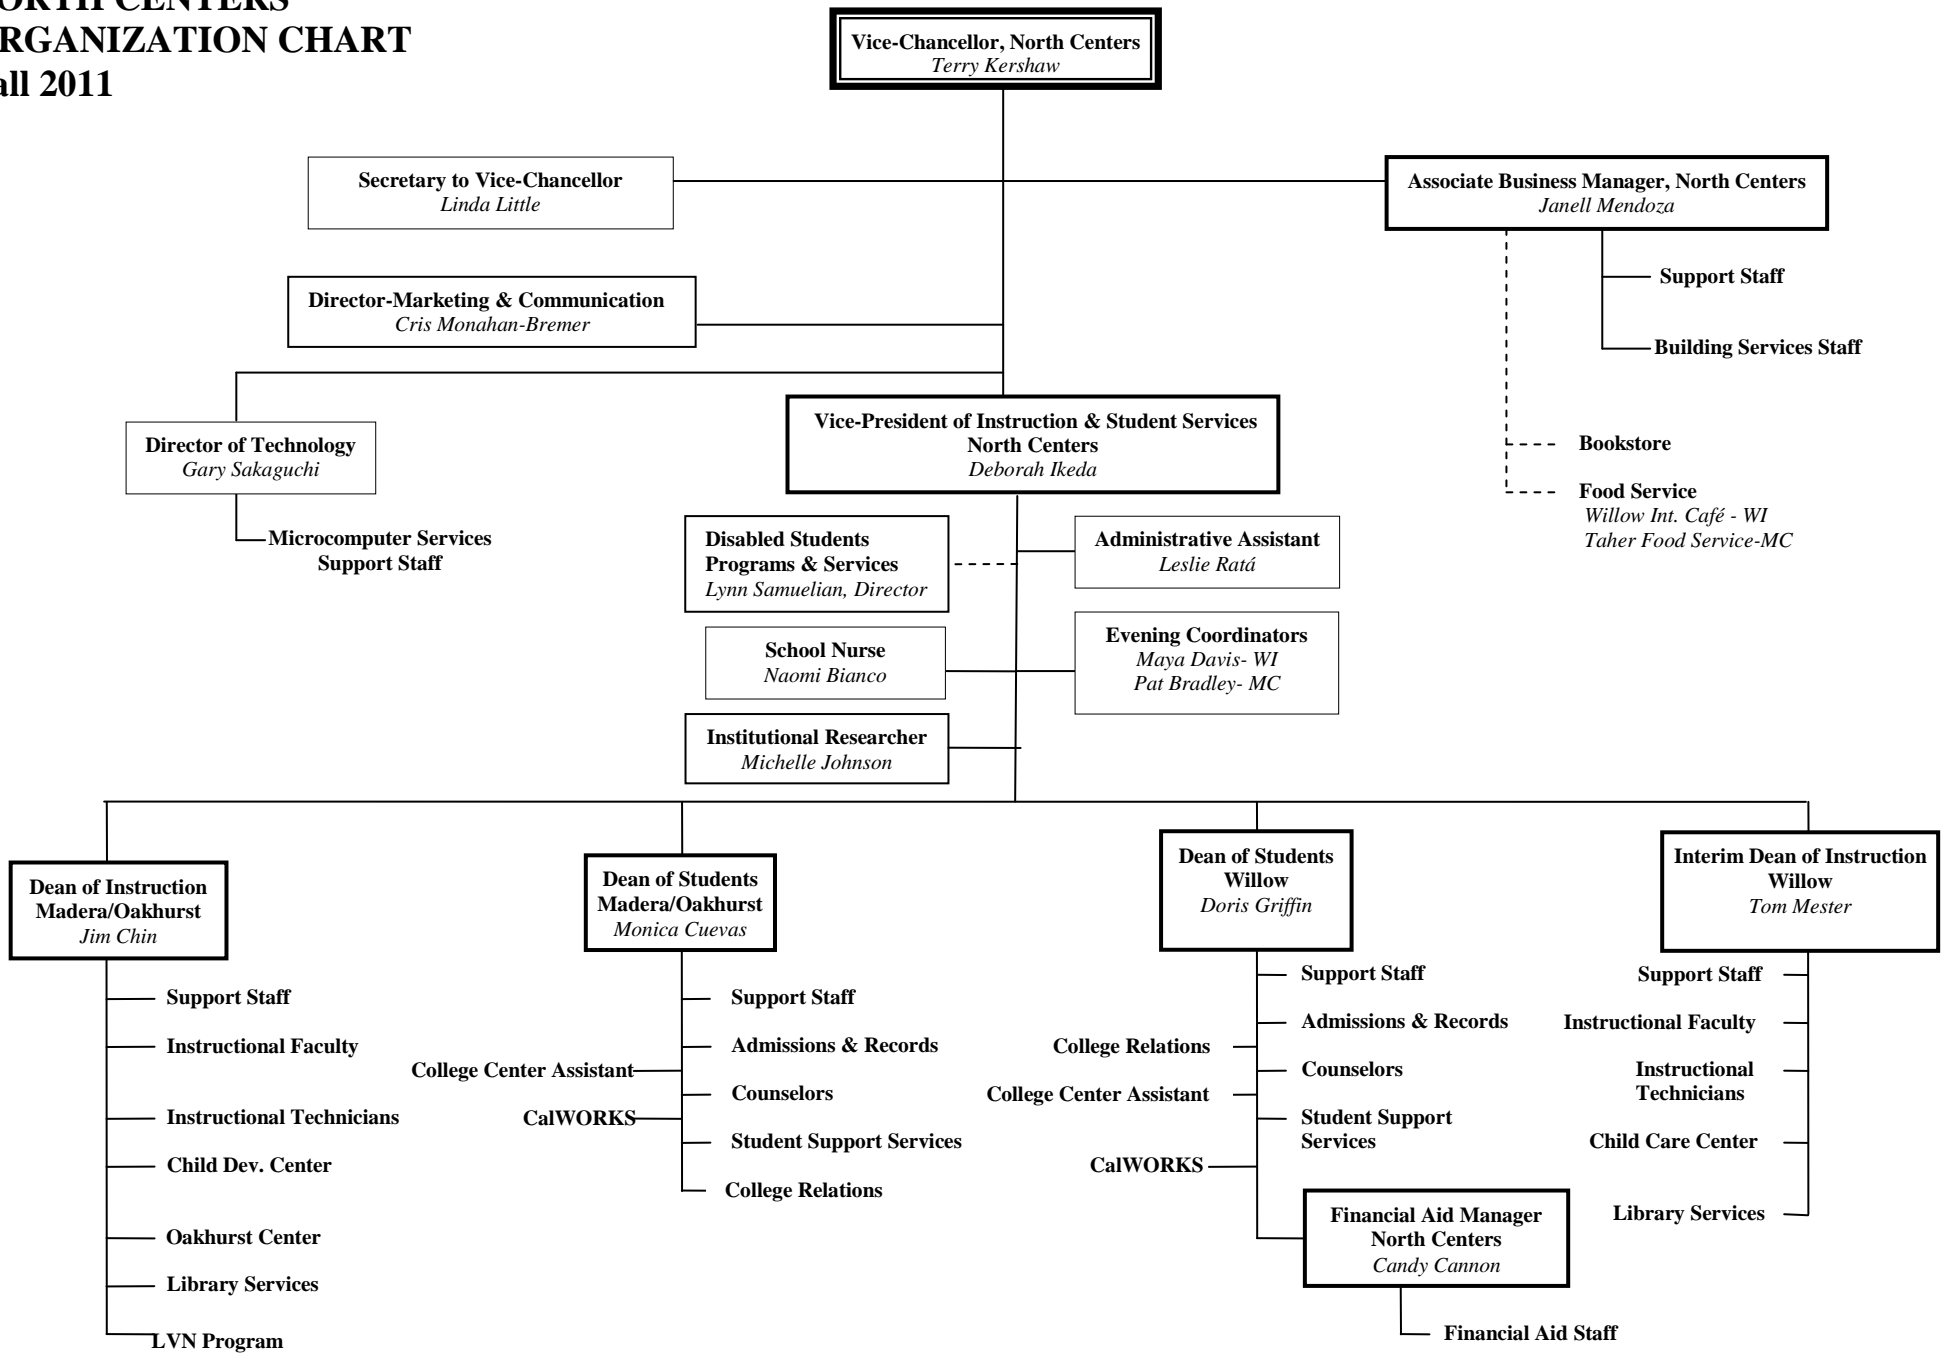 ORTH CENTERS
RGANIZATION CHART
all 2011
Vice-Chancellor, North Centers
Terry Kershaw
Secretary to Vice-Chancellor
Linda Little
Associate Business Manager, North Centers
Janell Mendoza
Support Staff
Building Services Staff
Bookstore
Food Service
Willow Int. Café - WI
Taher Food Service-MC
Director-Marketing & Communication
Cris Monahan-Bremer
Director of Technology
Gary Sakaguchi
Microcomputer Services
Support Staff
Vice-President of Instruction & Student Services
North Centers
Deborah Ikeda
Disabled Students
Programs & Services
Lynn Samuelian, Director
Administrative Assistant
Leslie Ratá
School Nurse
Naomi Bianco
Evening Coordinators
Maya Davis- WI
Pat Bradley- MC
Institutional Researcher
Michelle Johnson
Dean of Instruction
Madera/Oakhurst
Jim Chin
Support Staff
Instructional Faculty
Instructional Technicians
Child Dev. Center
Oakhurst Center
Library Services
LVN Program
Dean of Students
Madera/Oakhurst
Monica Cuevas
Support Staff
Admissions & Records
College Center Assistant
Counselors
CalWORKS
Student Support Services
College Relations
Dean of Students
Willow
Doris Griffin
Support Staff
Admissions & Records
College Relations
Counselors
College Center Assistant
Student Support
Services
CalWORKS
Financial Aid Manager
North Centers
Candy Cannon
Financial Aid Staff
Interim Dean of Instruction
Willow
Tom Mester
Support Staff
Instructional Faculty
Instructional
Technicians
Child Care Center
Library Services